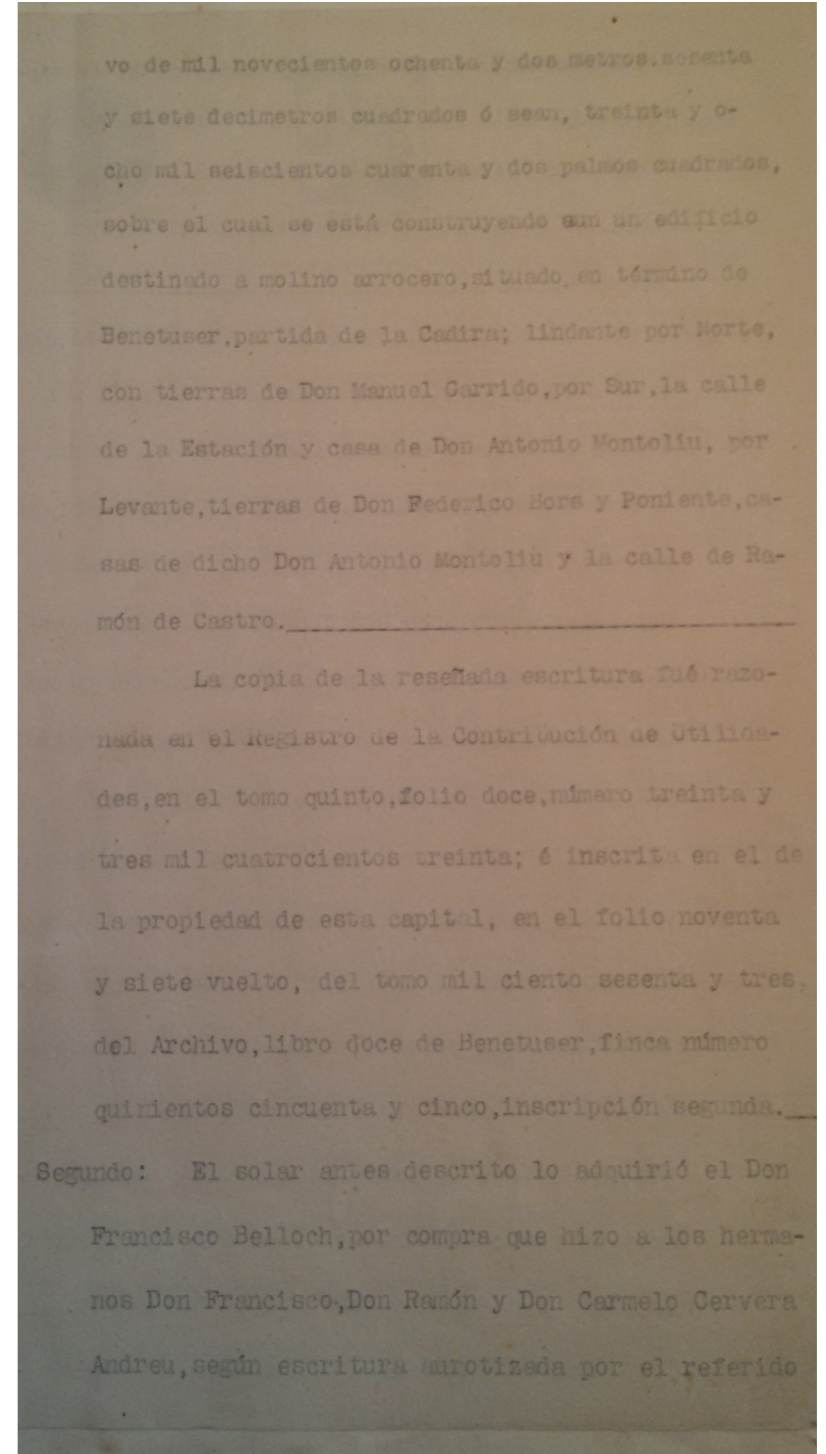 vo de mil novecientos ochenta y dos metros.sesenta
y siete decimetros cuadrados ó sean, treinta y o-
cho mil seiscientos cuarenta y dos palmos cuadrados,
sobre el cual se está construyendo aun un edificio
destinado a molino arrocero,situado,en término de
Benetuser,partida de la Cadira; lindante por Norte,
con tierras de Don Manuel Garrido,por Sur,la calle
de la Estación y casa de Don Antonio Montoliu, por
Levante,tierras de Don Federico Bors y Poniente,ca-
sas de dicho Don Antonio Montoliu y la calle de Ra-
món de Castro.
La copia de la reseñada escritura fué razo-
nada en el Registro de la Contribución de Utilida-
des,en el tomo quinto,folio doce,número treinta y
tres mil cuatrocientos treinta; é inscrita en el de
la propiedad de esta capital, en el folio noventa
y siete vuelto, del tomo mil ciento sesenta y tres,
del Archivo,libro doce de Benetuser,finca número
quinientos cincuenta y cinco,inscripción segunda.
Segundo: El solar antes descrito lo adquirió el Don
Francisco Belloch,por compra que hizo a los herma-
nos Don Francisco,Don Ramón y Don Carmelo Cervera
Andreu,según escritura aurotizada por el referido